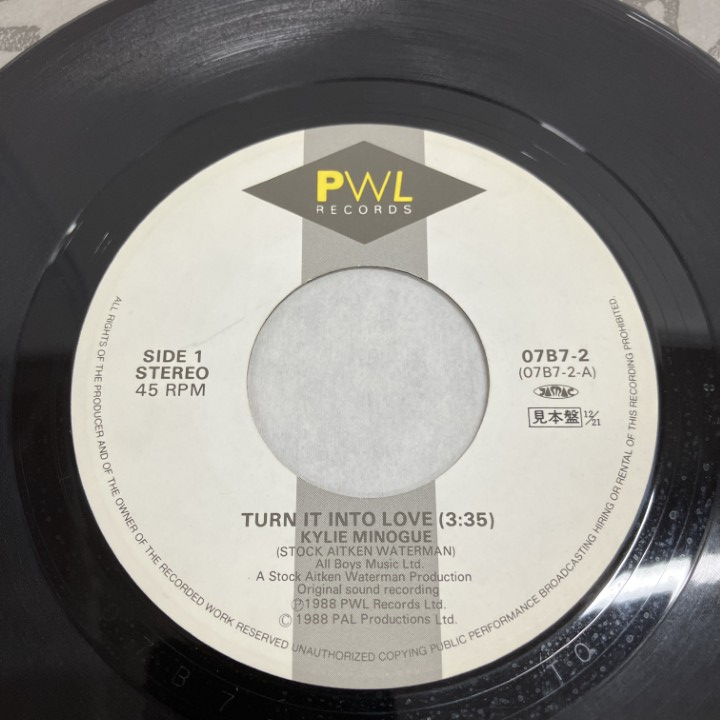 PWL
RECORDS
SIDE 1
STEREO
45 RPM
07B7-2
(07B7-2-A)
見本盤 12/21
TURN IT INTO LOVE (3:35)
KYLIE MINOGUE
(STOCK AITKEN WATERMAN)
All Boys Music Ltd.
A Stock Aitken Waterman Production
Original sound recording
Ⓟ1988 PWL Records Ltd.
© 1988 PAL Productions Ltd.
ALL RIGHTS OF THE PRODUCER AND OF THE OWNER OF THE RECORDED WORK RESERVED UNAUTHORIZED COPYING PUBLIC PERFORMANCE BROADCASTING HIRING OR RENTAL OF THIS RECORDING PROHIBITED.